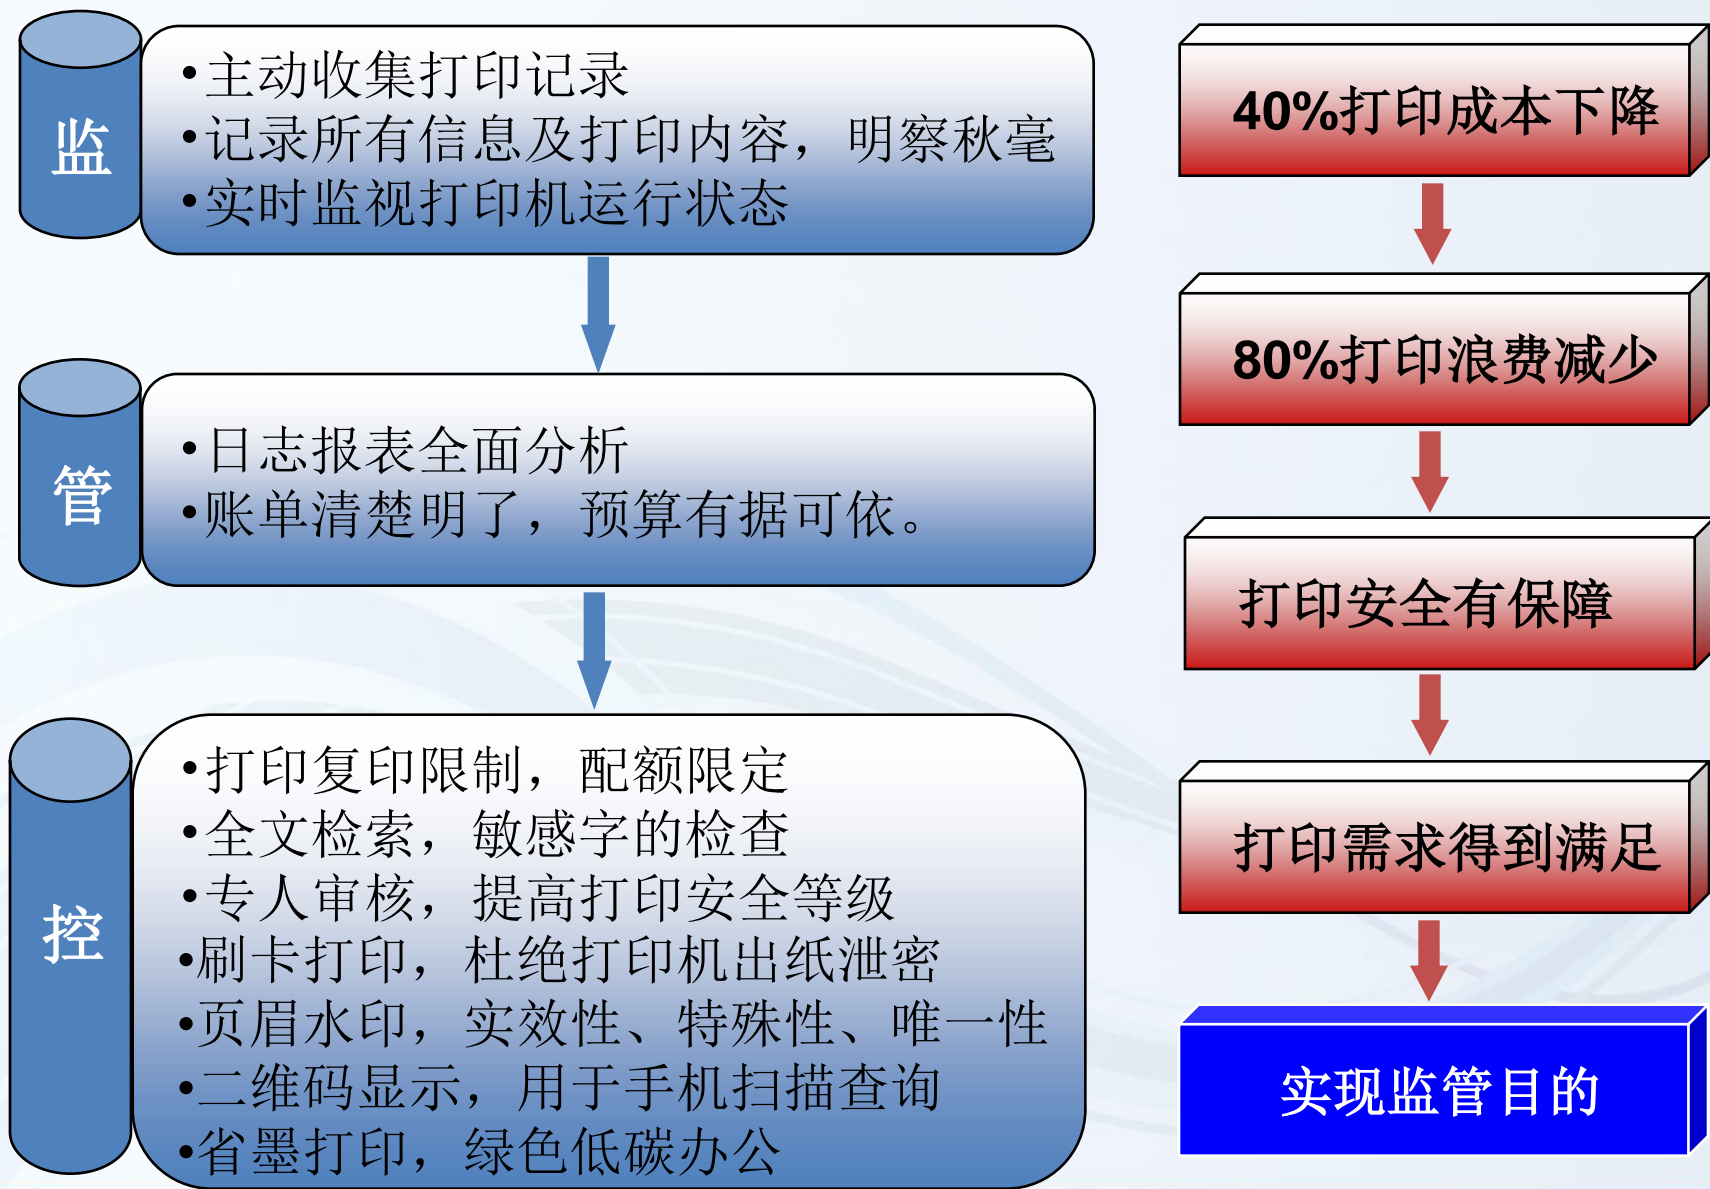 监
•主动收集打印记录
•记录所有信息及打印内容，明察秋毫
•实时监视打印机运行状态
管
•日志报表全面分析
•账单清楚明了，预算有据可依。
控
•打印复印限制，配额限定
•全文检索，敏感字的检查
•专人审核，提高打印安全等级
•刷卡打印，杜绝打印机出纸泄密
•页眉水印，实效性、特殊性、唯一性
•二维码显示，用于手机扫描查询
•省墨打印，绿色低碳办公
40%打印成本下降
80%打印浪费减少
打印安全有保障
打印需求得到满足
实现监管目的